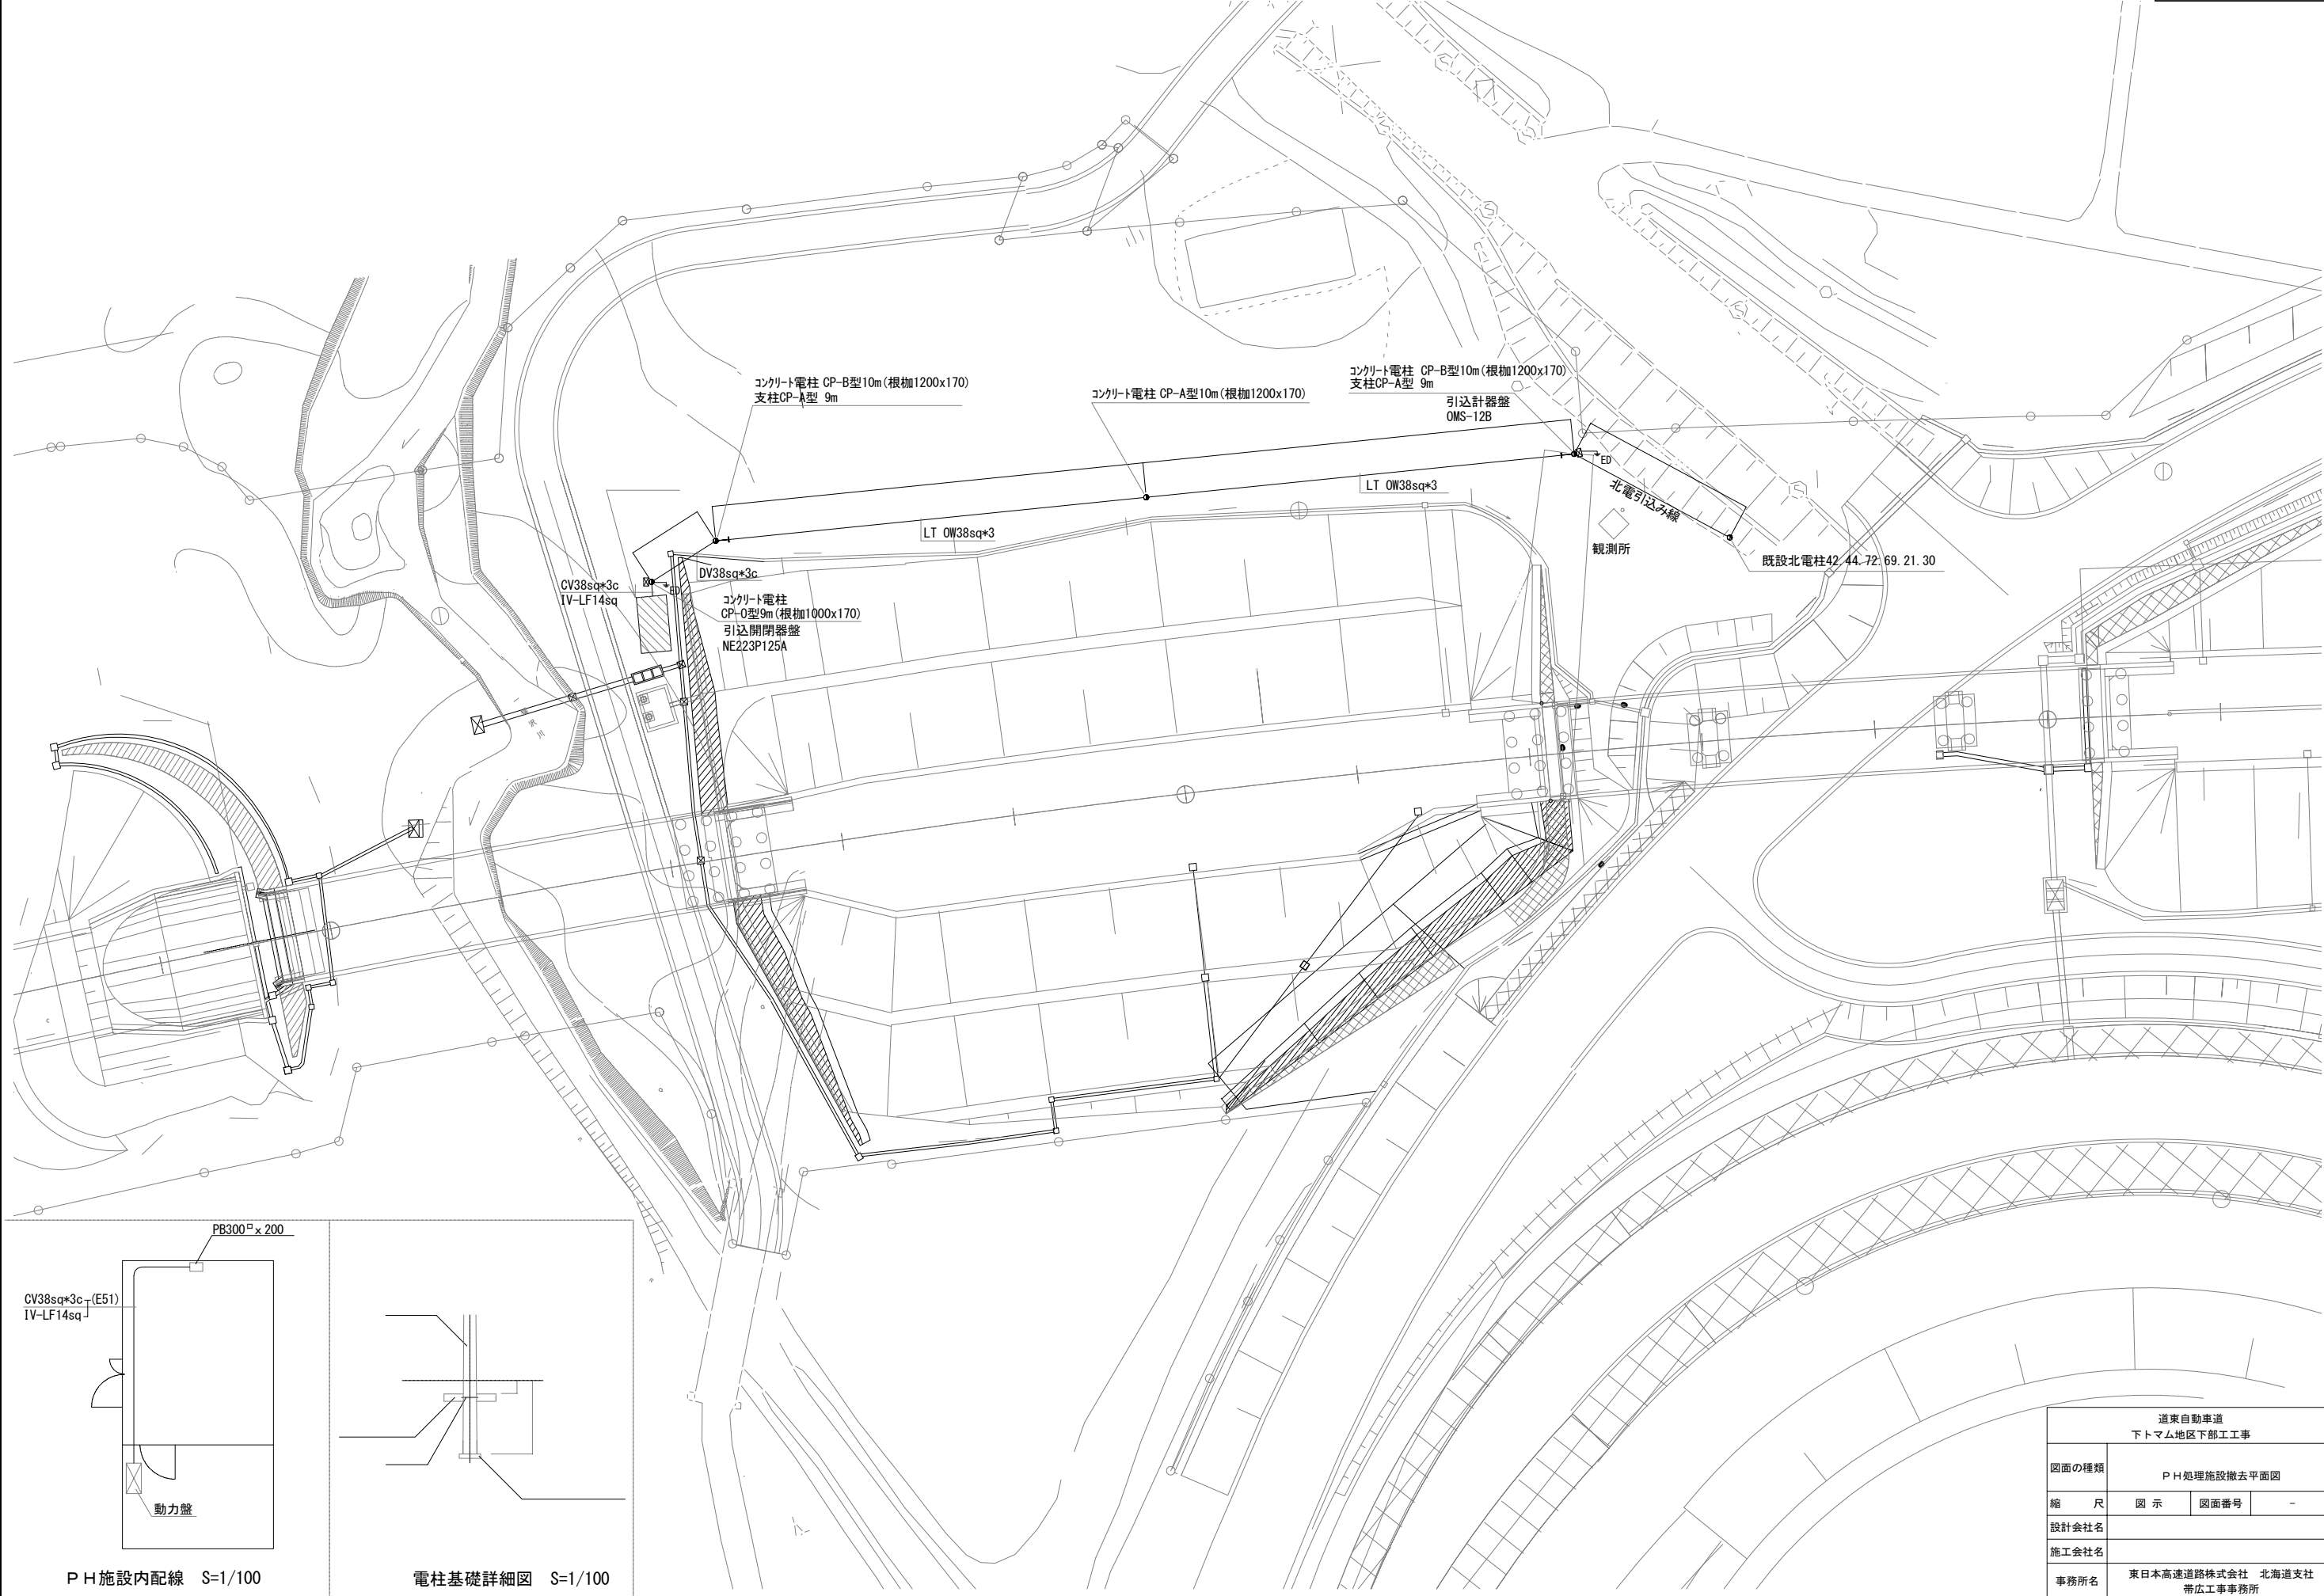 コンクリート電柱 CP-B型10m(根枷1200x170)
支柱CP-A型 9m
コンクリート電柱 CP-A型10m(根枷1200x170)
コンクリート電柱 CP-B型10m(根枷1200x170)
支柱CP-A型 9m
引込計器盤
OMS-12B
ED
LT OW38sq*3
北電引込み線
観測所
既設北電柱42.44.72.69.21.30
LT OW38sq*3
DV38sq*3c
CV38sq*3c
IV-LF14sq
ED
コンクリート電柱
CP-O型9m(根枷1000x170)
引込開閉器盤
NE223P125A
PB300□x200
CV38sq*3c (E51)
IV-LF14sq
動力盤
PH施設内配線 S=1/100
電柱基礎詳細図 S=1/100
道東自動車道
下トマム地区下部工工事
図面の種類 PH処理施設撤去平面図
縮 尺 図 示 図面番号 -
設計会社名
施工会社名
事務所名 東日本高速道路株式会社 北海道支社
帯広工事事務所